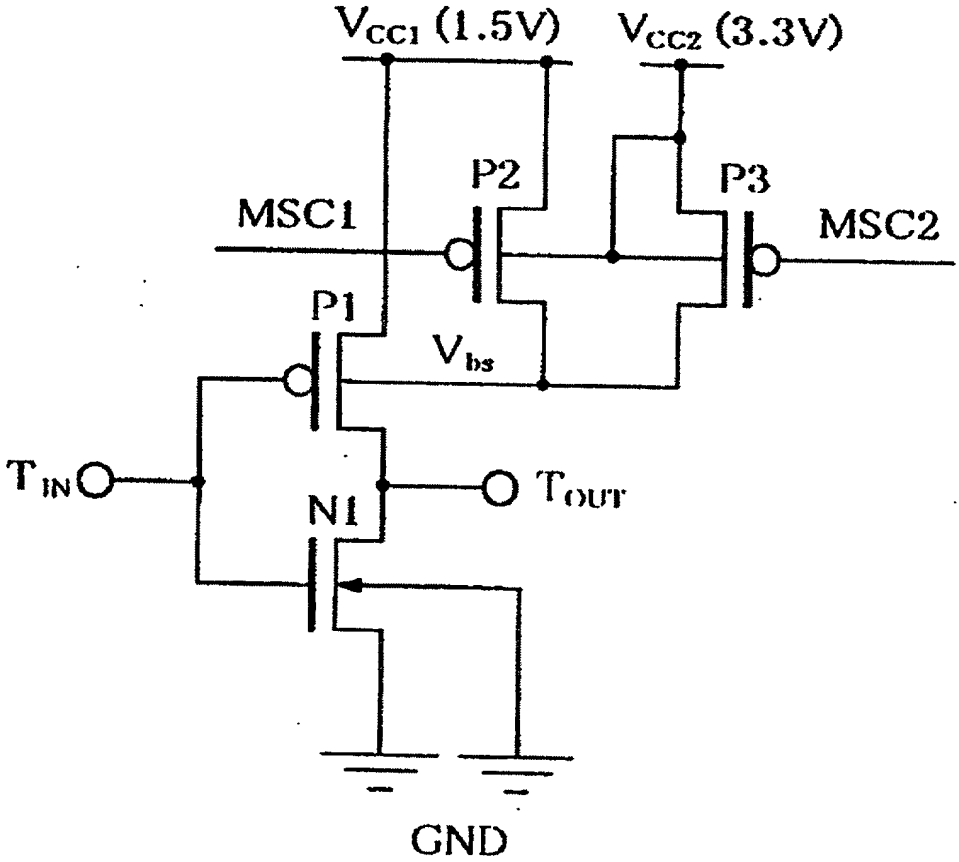 VCC1 (1.5V)
VCC2 (3.3V)
P2
P3
MSC1
MSC2
P1
Vbs
TIN
TOUT
N1
GND